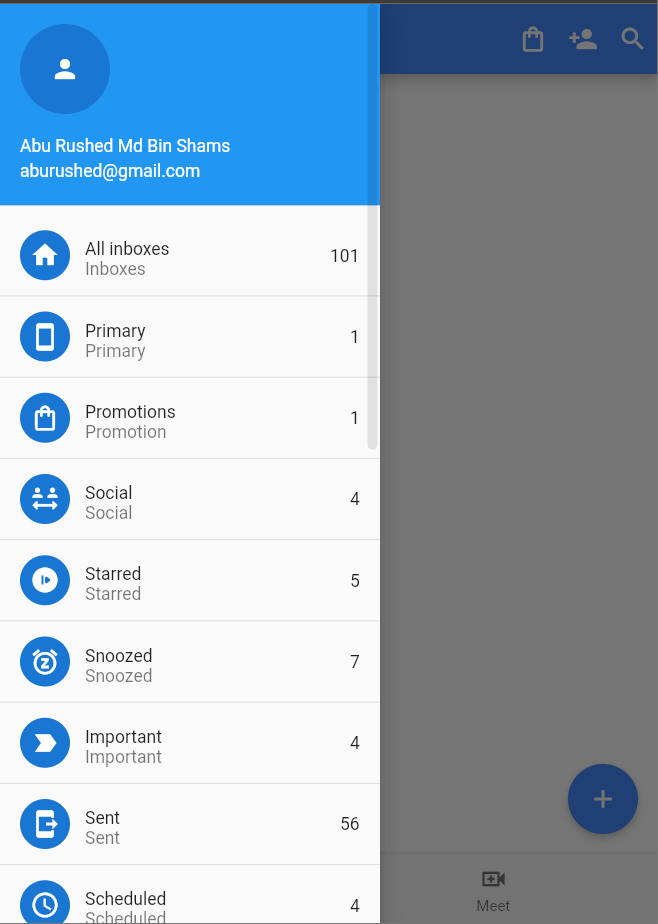 Abu Rushed Md Bin Shams
aburushed@gmail.com
All inboxes 101
Inboxes
Primary 1
Primary
Promotions 1
Promotion
Social 4
Social
Starred 5
Starred
Snoozed 7
Snoozed
Important 4
Important
Sent 56
Sent
Scheduled 4
Scheduled
Meet